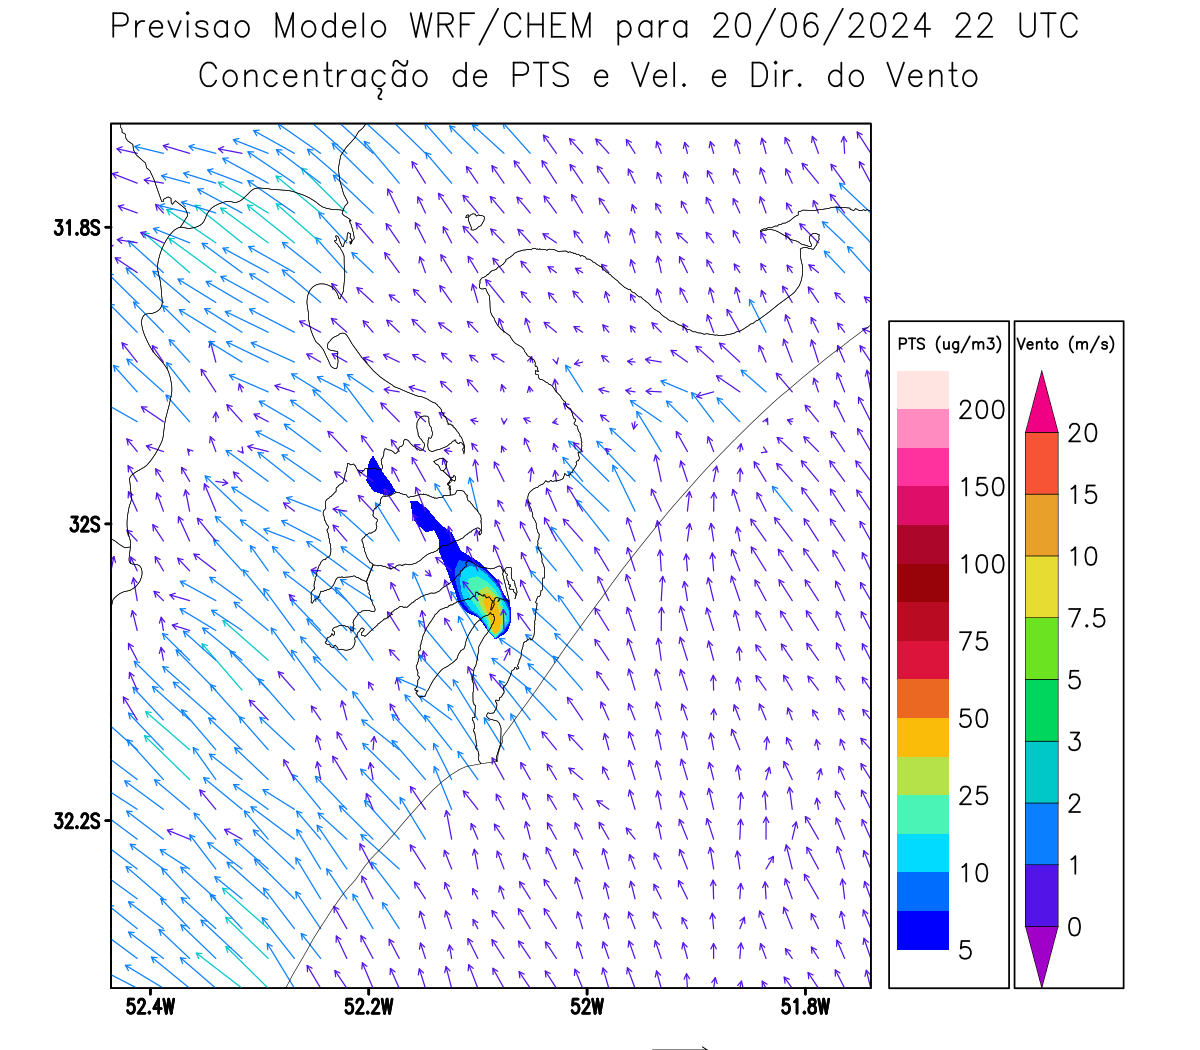 Previsao Modelo WRF/CHEM para 20/06/2024 22 UTC
Concentração de PTS e Vel. e Dir. do Vento
31.8S
32S
32.2S
52.4W
52.2W
52W
51.8W
PTS (ug/m3)
200
150
100
75
50
25
10
5
Vento (m/s)
20
15
10
7.5
5
3
2
1
0